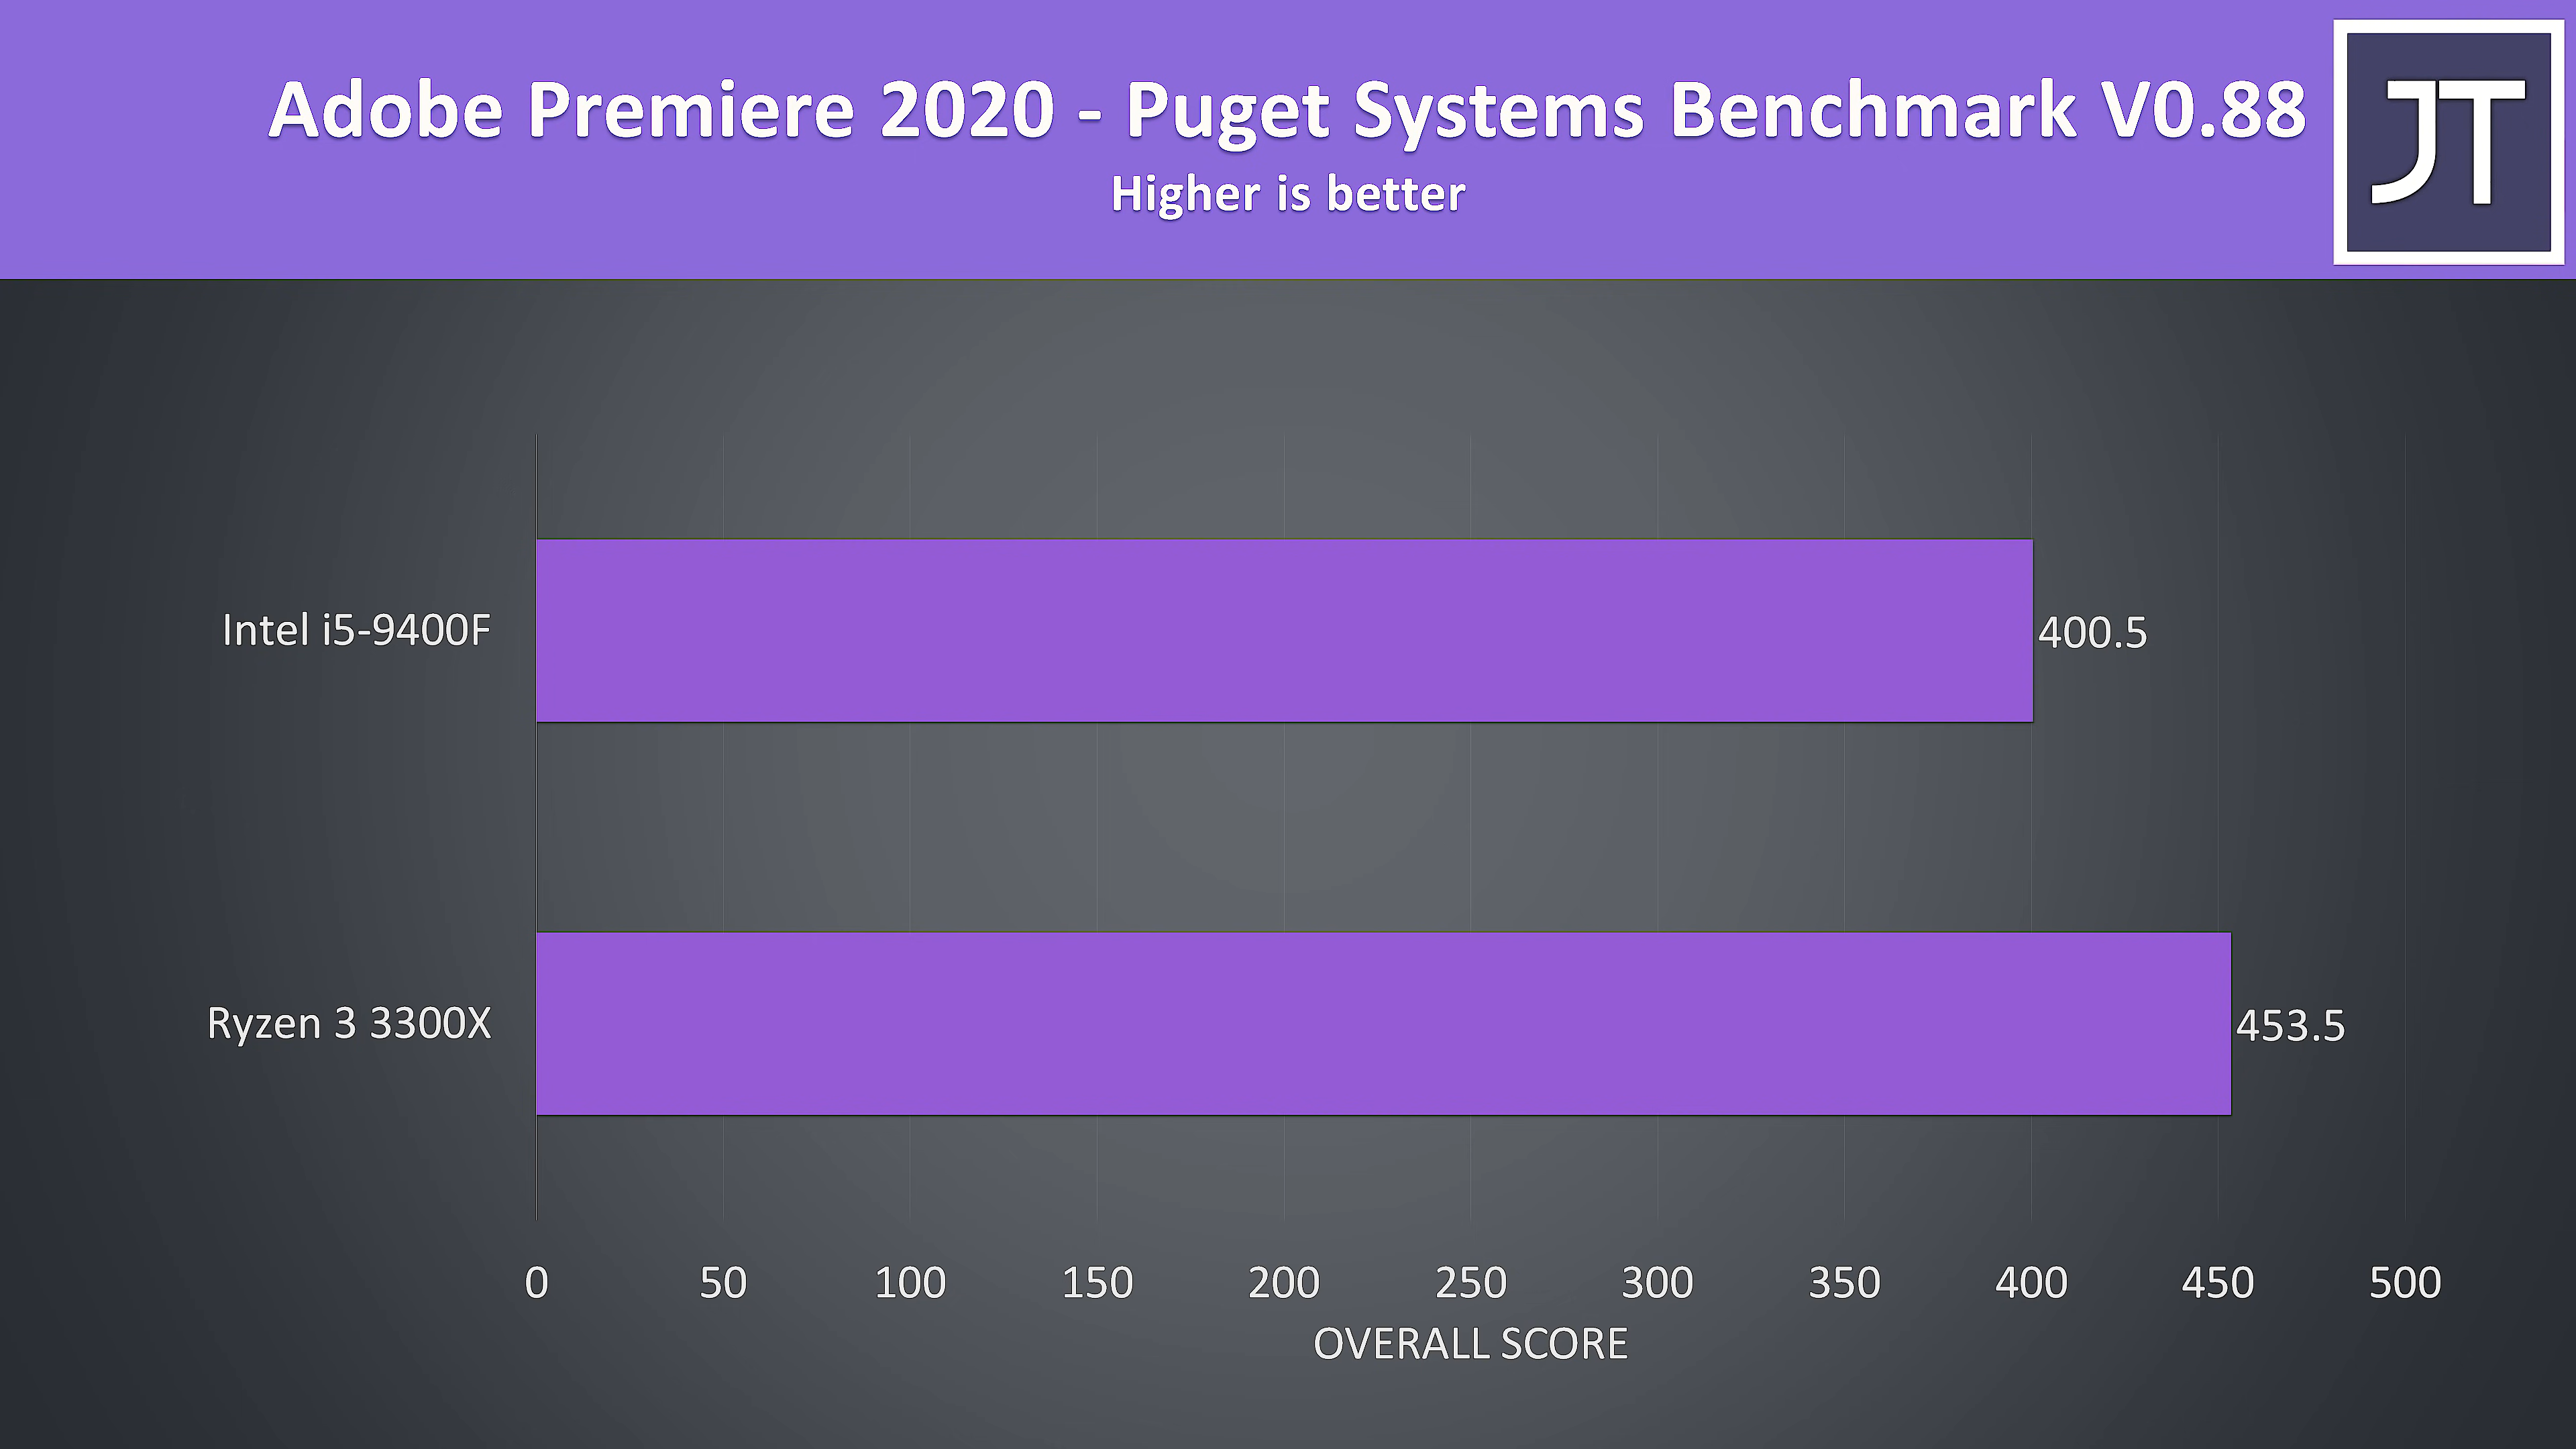 Adobe Premiere 2020 - Puget Systems Benchmark V0.88
Higher is better
JT
Intel i5-9400F
400.5
Ryzen 3 3300X
453.5
0 50 100 150 200 250 300 350 400 450 500
OVERALL SCORE